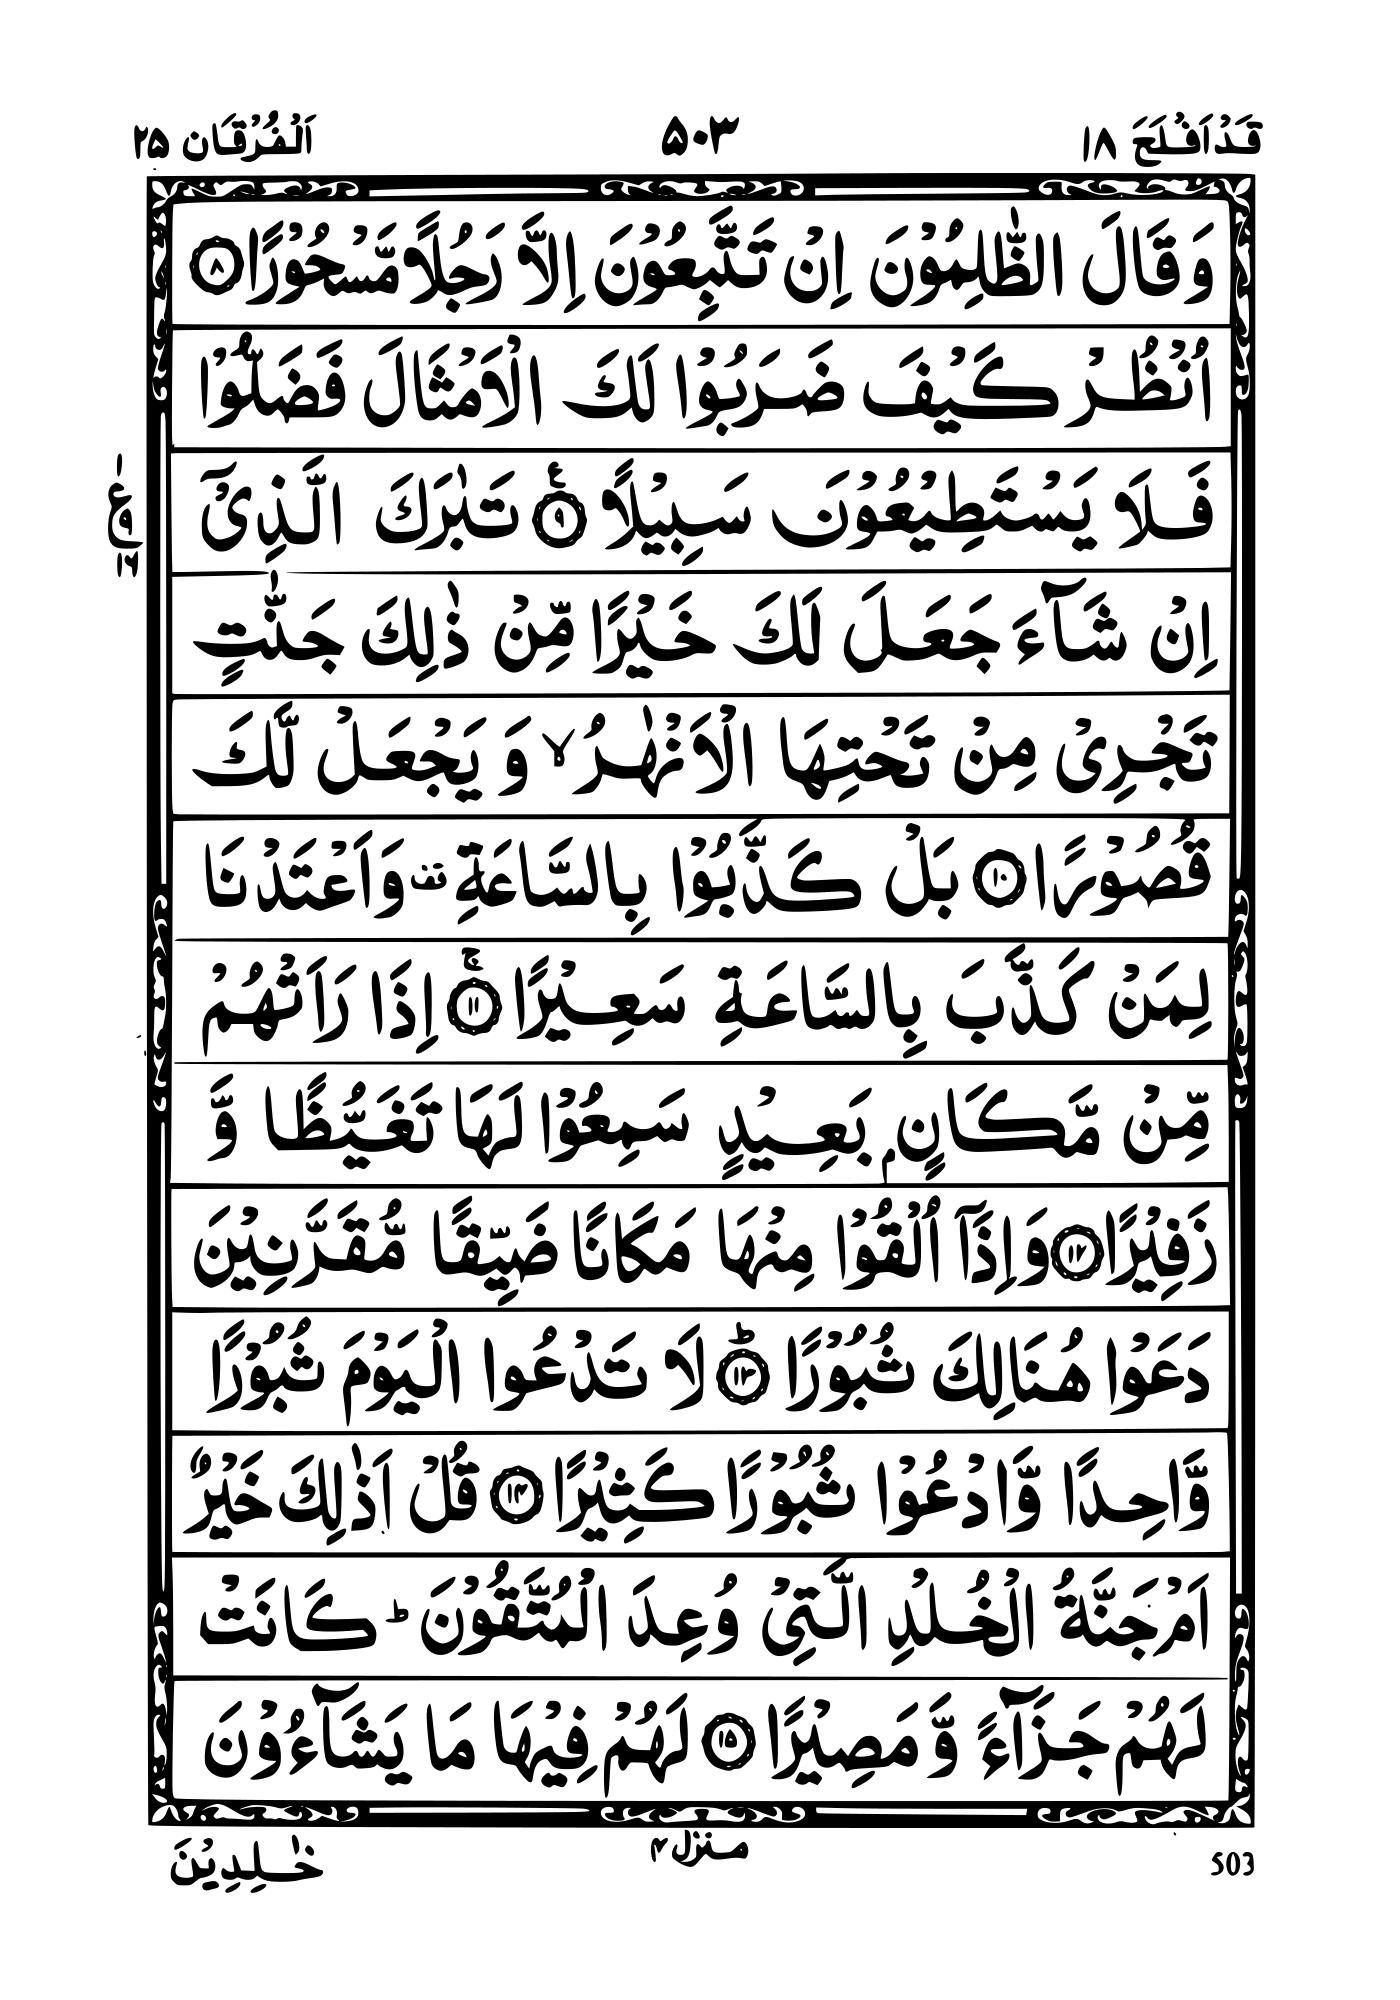 قَدْاَفْلَحَ ١٨
٥٠٣
اَلْفُرْقَان ٢٥
وَ قَالَ الظّٰلِمُوْنَ اِنْ تَتَّبِعُوْنَ اِلَّا رَجُلًا مَّسْحُوْرًا ٨
اُنْظُرْ كَيْفَ ضَرَبُوْا لَكَ الْاَمْثَالَ فَضَلُّوْا
فَلَا يَسْتَطِيْعُوْنَ سَبِيْلًا ٩ تَبٰرَكَ الَّذِيْۤ
اِنْ شَآءَ جَعَلَ لَكَ خَيْرًا مِّنْ ذٰلِكَ جَنّٰتٍ
تَجْرِيْ مِنْ تَحْتِهَا الْاَنْهٰرُ ۙ وَ يَجْعَلْ لَّكَ
قُصُوْرًا ١٠ بَلْ كَذَّبُوْا بِالسَّاعَةِ قف وَاَعْتَدْنَا
لِمَنْ كَذَّبَ بِالسَّاعَةِ سَعِيْرًا ۚ ١١ اِذَا رَاَتْهُمْ
مِّنْ مَّكَانٍۭ بَعِيْدٍ سَمِعُوْا لَهَا تَغَيُّظًا وَّ
زَفِيْرًا ١٢ وَاِذَاۤ اُلْقُوْا مِنْهَا مَكَانًا ضَيِّقًا مُّقَرَّنِيْنَ
دَعَوْا هُنَالِكَ ثُبُوْرًا ؕ ١٣ لَا تَدْعُوا الْيَوْمَ ثُبُوْرًا
وَّاحِدًا وَّادْعُوْا ثُبُوْرًا كَثِيْرًا ١٤ قُلْ اَذٰلِكَ خَيْرٌ
اَمْ جَنَّةُ الْخُلْدِ الَّتِيْ وُعِدَ الْمُتَّقُوْنَ ؕ كَانَتْ
لَهُمْ جَزَآءً وَّ مَصِيْرًا ١٥ لَهُمْ فِيْهَا مَا يَشَآءُوْنَ
ع
٩
١٦
خٰلِدِيْنَ
منزل ٤
503